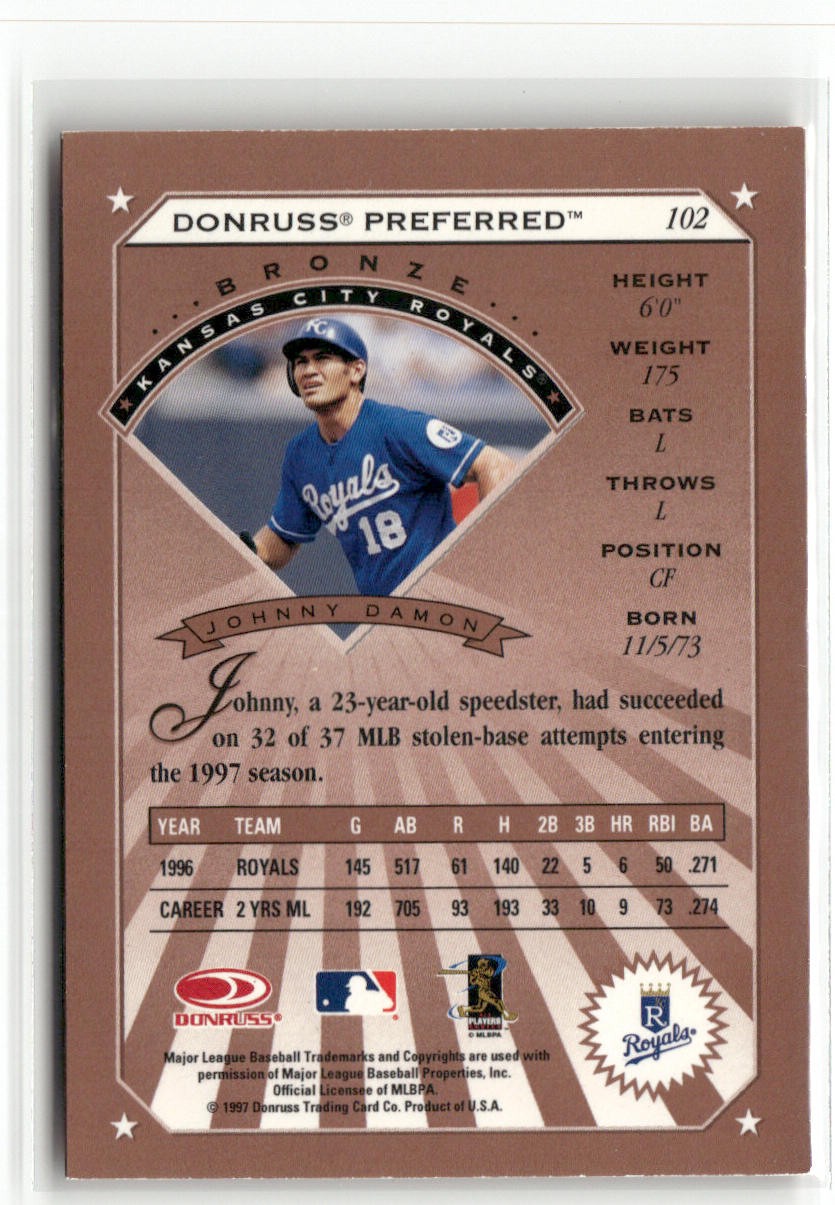 DONRUSS® PREFERRED™ 102
...BRONZE...
KANSAS CITY ROYALS®
KC
Royals
18
JOHNNY DAMON
HEIGHT
6'0"
WEIGHT
175
BATS
L
THROWS
L
POSITION
CF
BORN
11/5/73
Johnny, a 23-year-old speedster, had succeeded
on 32 of 37 MLB stolen-base attempts entering
the 1997 season.
YEAR TEAM G AB R H 2B 3B HR RBI BA
1996 ROYALS 145 517 61 140 22 5 6 50 .271
CAREER 2 YRS ML 192 705 93 193 33 10 9 73 .274
DONRUSS®
PLAYERS
© MLBPA
R
Royals
Major League Baseball Trademarks and Copyrights are used with
permission of Major League Baseball Properties, Inc.
Official Licensee of MLBPA.
© 1997 Donruss Trading Card Co. Product of U.S.A.